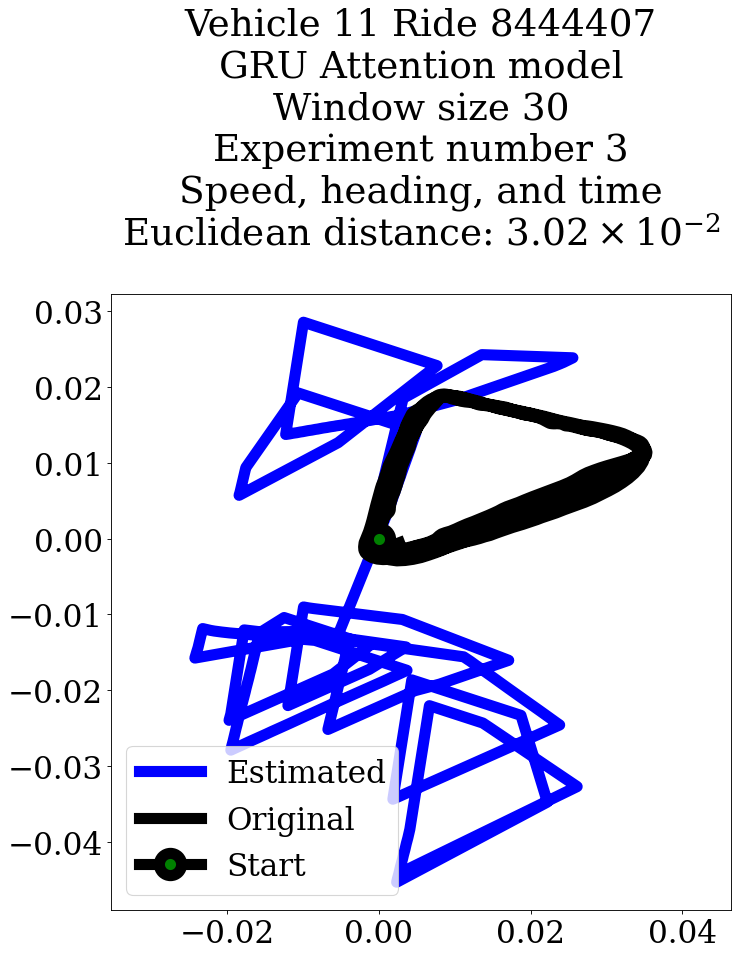 Vehicle 11 Ride 8444407
GRU Attention model
Window size 30
Experiment number 3
Speed, heading, and time
Euclidean distance: 3.02 × 10⁻²
0.03
0.02
0.01
0.00
−0.01
−0.02
−0.03
−0.04
Estimated
Original
Start
−0.02 0.00 0.02 0.04